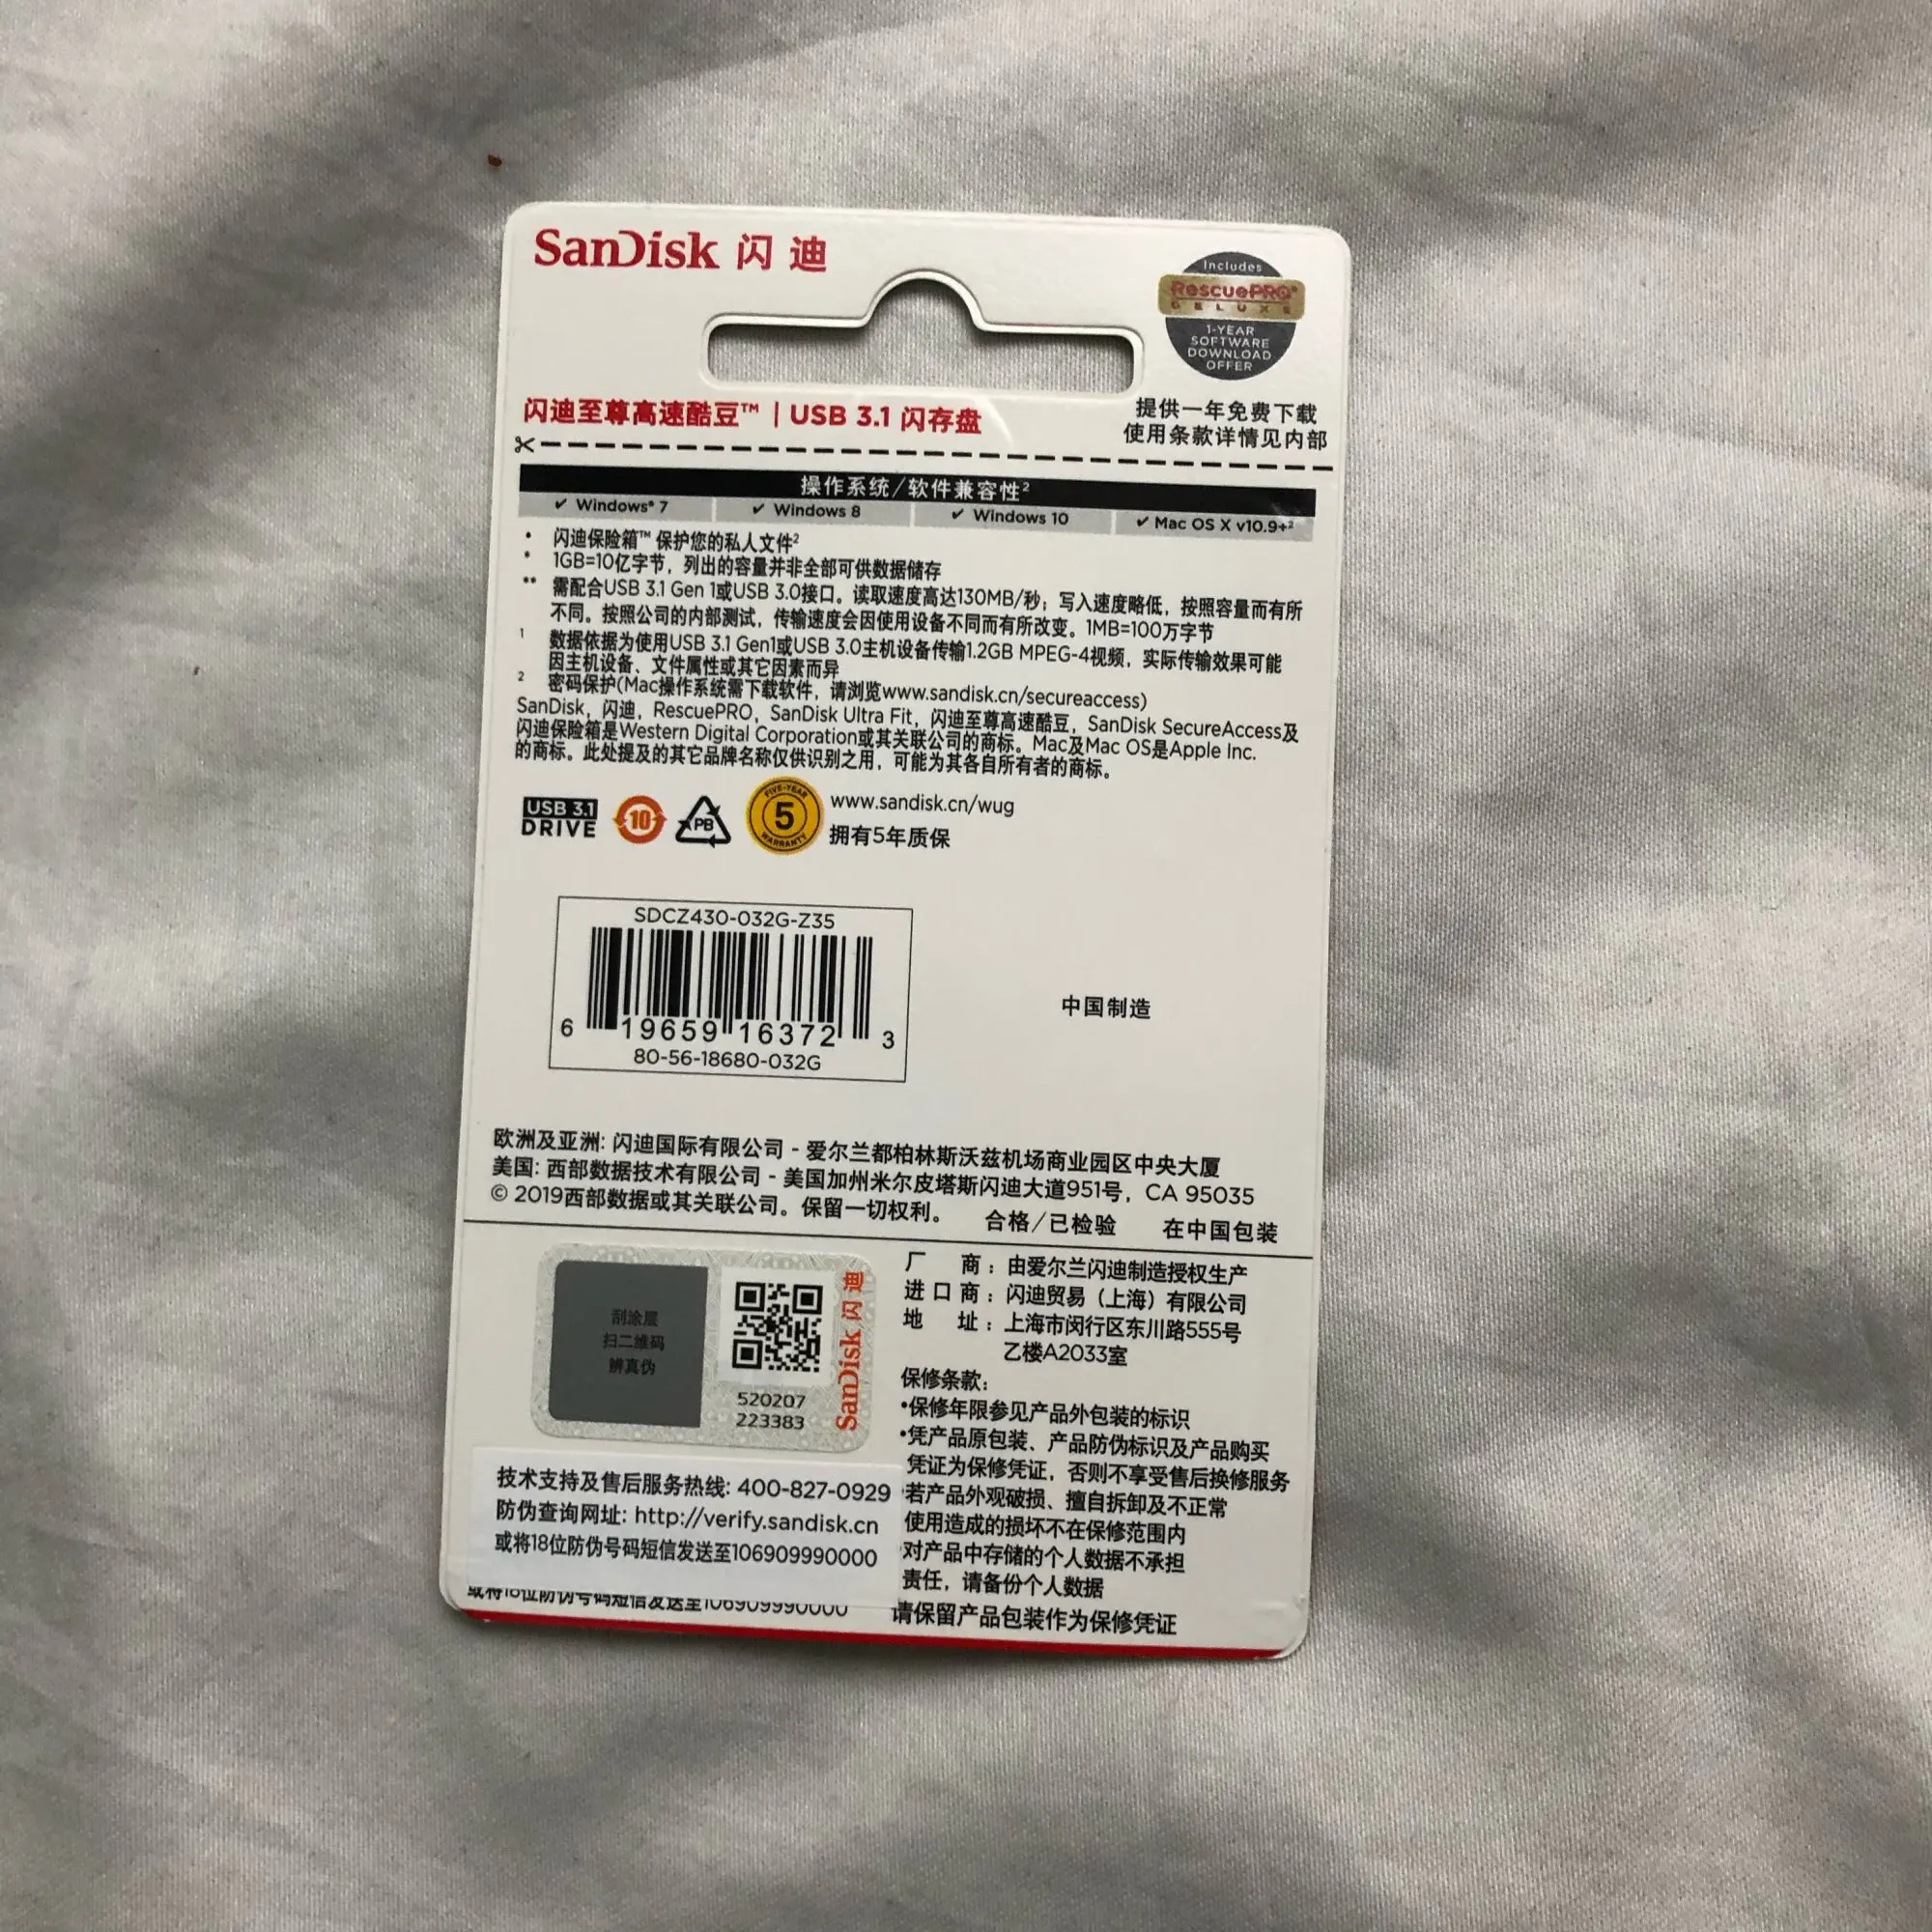 SanDisk 闪迪
Includes
RescuePRO®
DELUXE
1-YEAR
SOFTWARE
DOWNLOAD
OFFER
闪迪至尊高速酷豆™ | USB 3.1 闪存盘
提供一年免费下载
使用条款详情见内部
操作系统/软件兼容性²
✔ Windows® 7 ✔ Windows 8 ✔ Windows 10 ✔ Mac OS X v10.9+²
• 闪迪保险箱™ 保护您的私人文件²
* 1GB=10亿字节，列出的容量并非全部可供数据储存
** 需配合USB 3.1 Gen 1或USB 3.0接口。读取速度高达130MB/秒；写入速度略低，按照容量而有所
不同。按照公司的内部测试，传输速度会因使用设备不同而有所改变。1MB=100万字节
1 数据依据为使用USB 3.1 Gen1或USB 3.0主机设备传输1.2GB MPEG-4视频，实际传输效果可能
因主机设备、文件属性或其它因素而异
2 密码保护(Mac操作系统需下载软件，请浏览www.sandisk.cn/secureaccess)
SanDisk，闪迪，RescuePRO，SanDisk Ultra Fit，闪迪至尊高速酷豆，SanDisk SecureAccess及
闪迪保险箱是Western Digital Corporation或其关联公司的商标。Mac及Mac OS是Apple Inc.
的商标。此处提及的其它品牌名称仅供识别之用，可能为其各自所有者的商标。
USB 3.1
DRIVE
10
PB
FIVE-YEAR
5
WARRANTY
www.sandisk.cn/wug
拥有5年质保
SDCZ430-032G-Z35
6 19659 16372 3
80-56-18680-032G
中国制造
欧洲及亚洲: 闪迪国际有限公司 - 爱尔兰都柏林斯沃兹机场商业园区中央大厦
美国: 西部数据技术有限公司 - 美国加州米尔皮塔斯闪迪大道951号，CA 95035
© 2019西部数据或其关联公司。保留一切权利。 合格/已检验 在中国包装
刮涂层
扫二维码
辨真伪
520207
223383
SanDisk 闪迪
技术支持及售后服务热线: 400-827-0929
防伪查询网址: http://verify.sandisk.cn
或将18位防伪号码短信发送至106909990000
或将18位防伪号码短信发送至106909990000
厂 商：由爱尔兰闪迪制造授权生产
进口商：闪迪贸易（上海）有限公司
地 址：上海市闵行区东川路555号
乙楼A2033室
保修条款:
•保修年限参见产品外包装的标识
•凭产品原包装、产品防伪标识及产品购买
凭证为保修凭证，否则不享受售后换修服务
若产品外观破损、擅自拆卸及不正常
使用造成的损坏不在保修范围内
对产品中存储的个人数据不承担
责任，请备份个人数据
请保留产品包装作为保修凭证